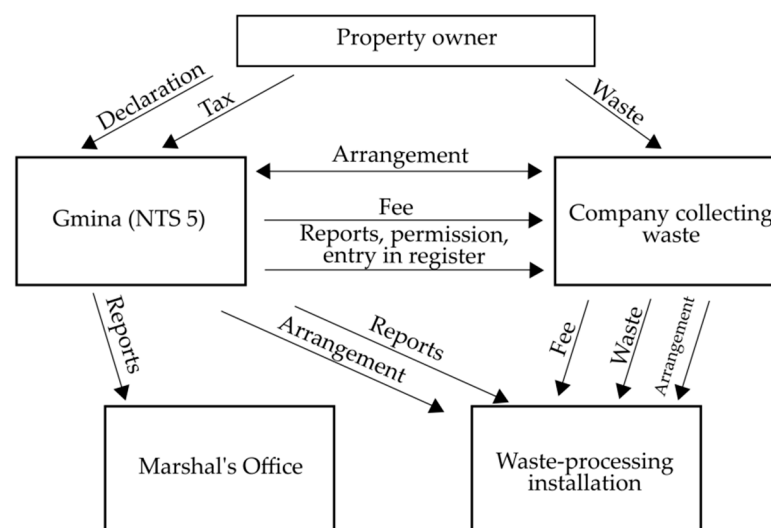 Property owner
Declaration
Tax
Waste
Arrangement
Gmina (NTS 5)
Fee
Company collecting
waste
Reports, permission,
entry in register
Reports
Arrangement
Reports
Fee
Waste
Arrangement
Marshal's Office
Waste-processing
installation